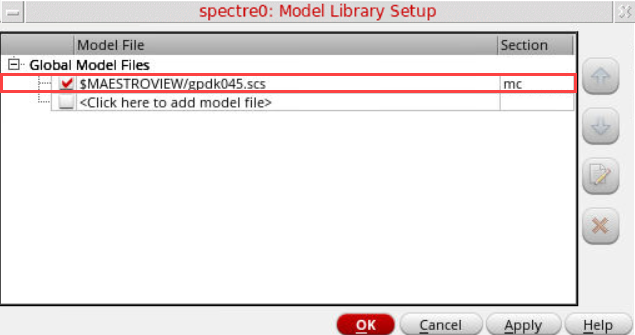 spectre0: Model Library Setup
Model File Section
Global Model Files
$MAESTROVIEW/gpdk045.scs mc
<Click here to add model file>
OK Cancel Apply Help